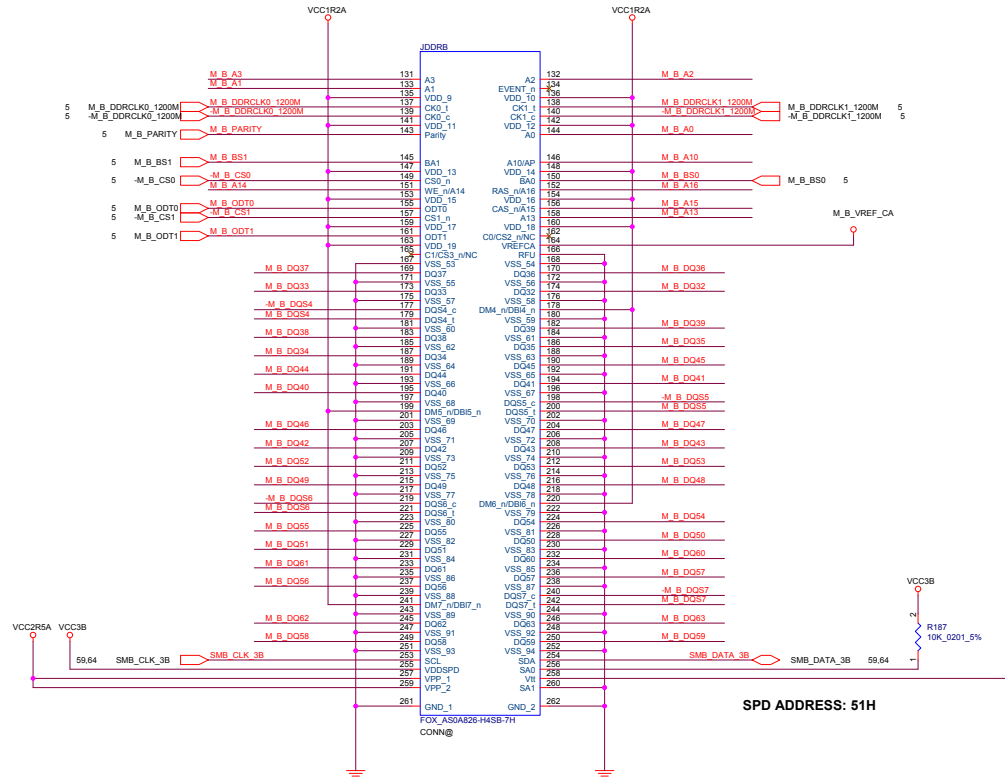 VCC1R2A VCC1R2A
JDDRB
M_B_A3 131 A3 A2 132 M_B_A2
M_B_A1 133 A1 EVENT_n 134
135 VDD_9 VDD_10 136
5 M_B_DDRCLK0_1200M M_B_DDRCLK0_1200M 137 CK0_t CK1_t 138 M_B_DDRCLK1_1200M M_B_DDRCLK1_1200M 5
5 -M_B_DDRCLK0_1200M -M_B_DDRCLK0_1200M 139 CK0_c CK1_c 140 -M_B_DDRCLK1_1200M -M_B_DDRCLK1_1200M 5
141 VDD_11 VDD_12 142
5 M_B_PARITY M_B_PARITY 143 Parity A0 144 M_B_A0
5 M_B_BS1 M_B_BS1 145 BA1 A10/AP 146 M_B_A10
147 VDD_13 VDD_14 148
5 -M_B_CS0 -M_B_CS0 149 CS0_n BA0 150 M_B_BS0 M_B_BS0 5
M_B_A14 151 WE_n/A14 RAS_n/A16 152 M_B_A16
153 VDD_15 VDD_16 154
5 M_B_ODT0 M_B_ODT0 155 ODT0 CAS_n/A15 156 M_B_A15
5 -M_B_CS1 -M_B_CS1 157 CS1_n A13 158 M_B_A13
159 VDD_17 VDD_18 160
5 M_B_ODT1 M_B_ODT1 161 ODT1 C0/CS2_n/NC 162
M_B_VREF_CA
163 VDD_19 VREFCA 164
165 C1/CS3_n/NC RFU 166
167 VSS_53 VSS_54 168
M_B_DQ37 169 DQ37 DQ36 170 M_B_DQ36
171 VSS_55 VSS_56 172
M_B_DQ33 173 DQ33 DQ32 174 M_B_DQ32
175 VSS_57 VSS_58 176
-M_B_DQS4 177 DQS4_c DM4_n/DBI4_n 178
M_B_DQS4 179 DQS4_t VSS_59 180
181 VSS_60 DQ39 182 M_B_DQ39
M_B_DQ38 183 DQ38 VSS_61 184
185 VSS_62 DQ35 186 M_B_DQ35
M_B_DQ34 187 DQ34 VSS_63 188
189 VSS_64 DQ45 190 M_B_DQ45
M_B_DQ44 191 DQ44 VSS_65 192
193 VSS_66 DQ41 194 M_B_DQ41
M_B_DQ40 195 DQ40 VSS_67 196
197 VSS_68 DQS5_c 198 -M_B_DQS5
199 DM5_n/DBI5_n DQS5_t 200 M_B_DQS5
201 VSS_69 VSS_70 202
M_B_DQ46 203 DQ46 DQ47 204 M_B_DQ47
205 VSS_71 VSS_72 206
M_B_DQ42 207 DQ42 DQ43 208 M_B_DQ43
209 VSS_73 VSS_74 210
M_B_DQ52 211 DQ52 DQ53 212 M_B_DQ53
213 VSS_75 VSS_76 214
M_B_DQ49 215 DQ49 DQ48 216 M_B_DQ48
217 VSS_77 VSS_78 218
-M_B_DQS6 219 DQS6_c DM6_n/DBI6_n 220
M_B_DQS6 221 DQS6_t VSS_79 222
223 VSS_80 DQ54 224 M_B_DQ54
M_B_DQ55 225 DQ55 VSS_81 226
227 VSS_82 DQ50 228 M_B_DQ50
M_B_DQ51 229 DQ51 VSS_83 230
231 VSS_84 DQ60 232 M_B_DQ60
M_B_DQ61 233 DQ61 VSS_85 234
235 VSS_86 DQ57 236 M_B_DQ57
M_B_DQ56 237 DQ56 VSS_87 238
239 VSS_88 DQS7_c 240 -M_B_DQS7
241 DM7_n/DBI7_n DQS7_t 242 M_B_DQS7
243 VSS_89 VSS_90 244
M_B_DQ62 245 DQ62 DQ63 246 M_B_DQ63
247 VSS_91 VSS_92 248
M_B_DQ58 249 DQ58 DQ59 250 M_B_DQ59
251 VSS_93 VSS_94 252
59,64 SMB_CLK_3B SMB_CLK_3B 253 SCL SDA 254 SMB_DATA_3B SMB_DATA_3B 59,64
255 VDDSPD SA0 256
257 VPP_1 Vtt 258
259 VPP_2 SA1 260
261 GND_1 GND_2 262
VCC2R5A VCC3B
VCC3B
2
R187
10K_0201_5%
1
FOX_AS0A826-H4SB-7H
CONN@
SPD ADDRESS: 51H